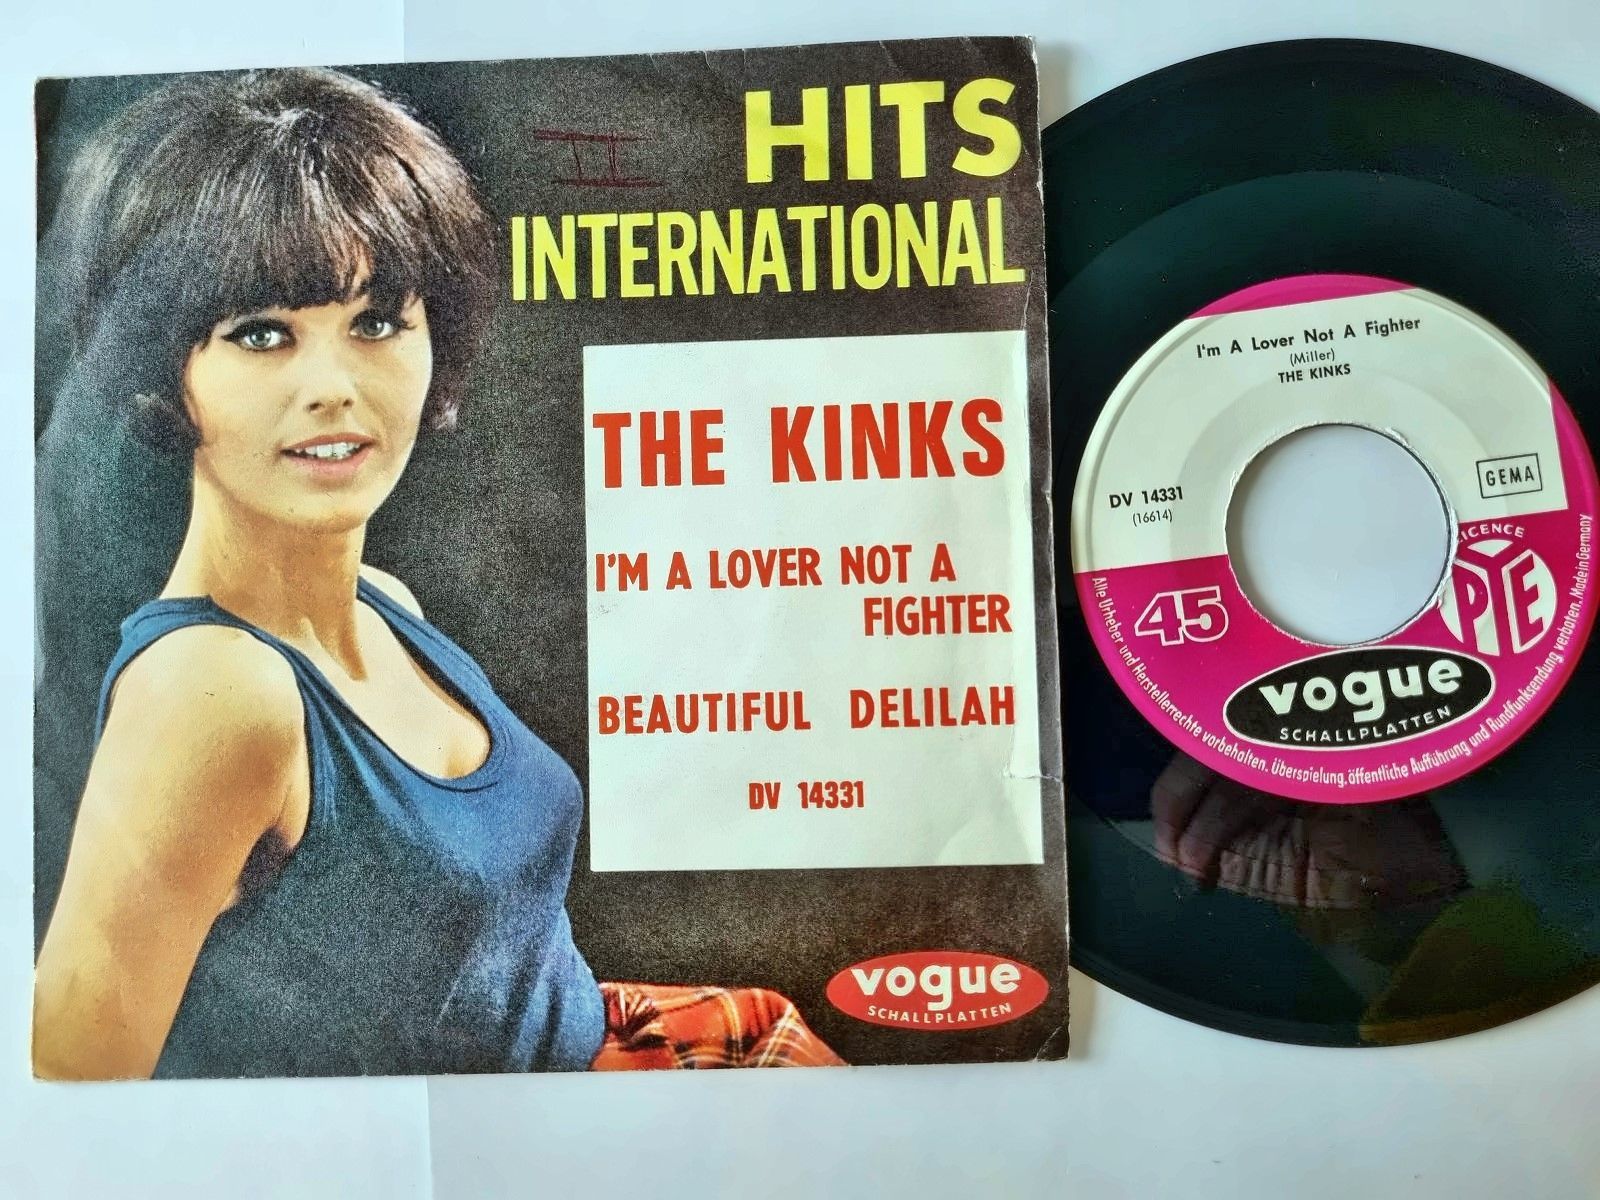 II
HITS
INTERNATIONAL
THE KINKS
I'M A LOVER NOT A
FIGHTER
BEAUTIFUL DELILAH
DV 14331
vogue
SCHALLPLATTEN
I'm A Lover Not A Fighter
(Miller)
THE KINKS
DV 14331
(16614)
GEMA
LICENCE
PYE
45
vogue
SCHALLPLATTEN
Alle Urheber- und Herstellerrechte vorbehalten. Überspielung, öffentliche Aufführung und Rundfunksendung verboten. Made in Germany